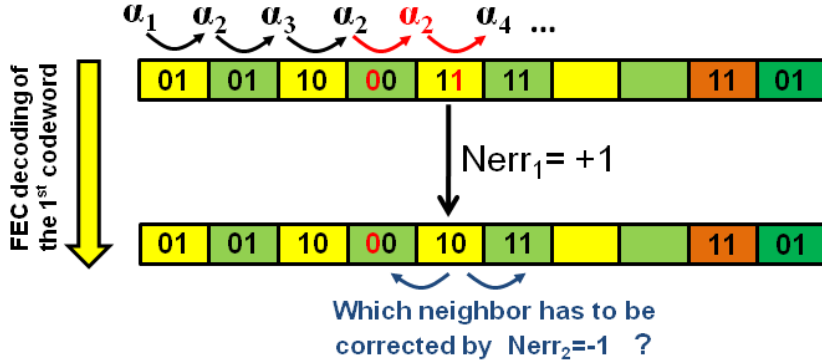 α1 α2 α3 α2 α2 α4 ...
FEC decoding of
the 1st codeword
01 01 10 00 11 11 11 01
Nerr1= +1
01 01 10 00 10 11 11 01
Which neighbor has to be
corrected by Nerr2=-1 ?